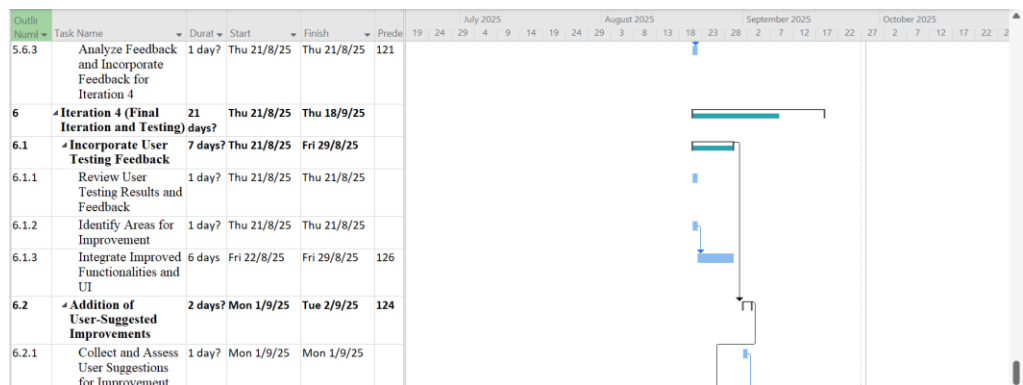 Outlir
Numl Task Name Durat Start Finish Prede
July 2025 August 2025 September 2025 October 2025
19 24 29 4 9 14 19 24 29 3 8 13 18 23 28 2 7 12 17 22 27 2 7 12 17 22 2
5.6.3 Analyze Feedback 1 day? Thu 21/8/25 Thu 21/8/25 121
and Incorporate
Feedback for
Iteration 4
6 Iteration 4 (Final 21 Thu 21/8/25 Thu 18/9/25
Iteration and Testing) days?
6.1 Incorporate User 7 days? Thu 21/8/25 Fri 29/8/25
Testing Feedback
6.1.1 Review User 1 day? Thu 21/8/25 Thu 21/8/25
Testing Results and
Feedback
6.1.2 Identify Areas for 1 day? Thu 21/8/25 Thu 21/8/25
Improvement
6.1.3 Integrate Improved 6 days Fri 22/8/25 Fri 29/8/25 126
Functionalities and
UI
6.2 Addition of 2 days? Mon 1/9/25 Tue 2/9/25 124
User-Suggested
Improvements
6.2.1 Collect and Assess 1 day? Mon 1/9/25 Mon 1/9/25
User Suggestions
for Improvement